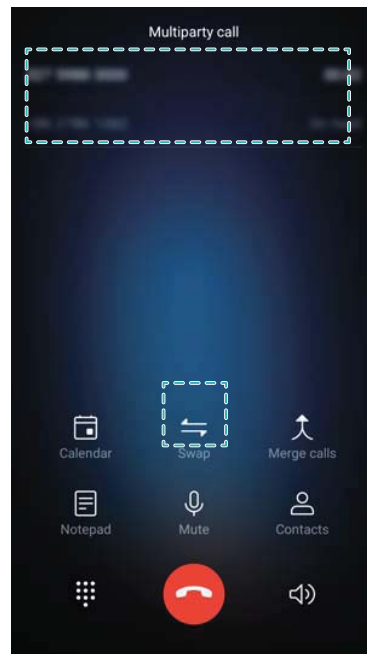 Multiparty call
Calendar
Swap
Merge calls
Notepad
Mute
Contacts